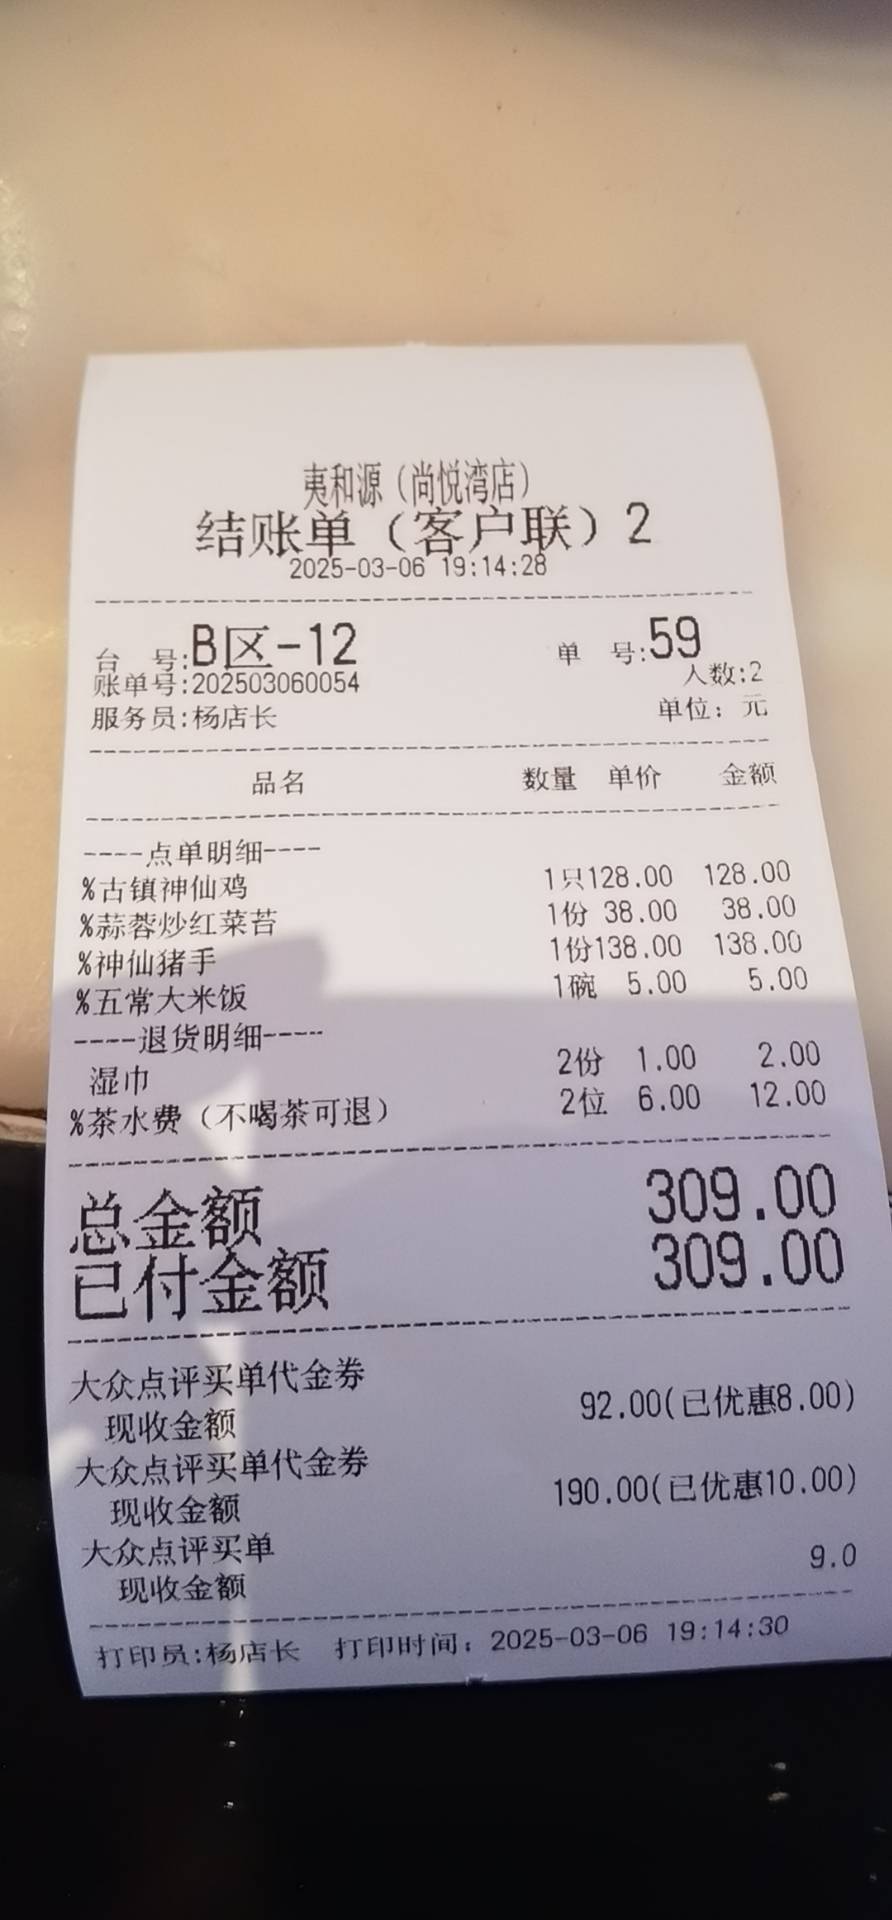 夷和源（尚悦湾店）
结账单（客户联）2
2025-03-06 19:14:28
台 号:B区-12 单 号:59
账单号:202503060054 人数:2
服务员:杨店长 单位: 元
品名 数量 单价 金额
----点单明细----
%古镇神仙鸡 1只128.00 128.00
%蒜蓉炒红菜苔 1份 38.00 38.00
%神仙猪手 1份138.00 138.00
%五常大米饭 1碗 5.00 5.00
----退货明细----
湿巾 2份 1.00 2.00
%茶水费（不喝茶可退） 2位 6.00 12.00
总金额 309.00
已付金额 309.00
大众点评买单代金券
现收金额 92.00(已优惠8.00)
大众点评买单代金券
现收金额 190.00(已优惠10.00)
大众点评买单
现收金额 9.0
打印员:杨店长 打印时间: 2025-03-06 19:14:30